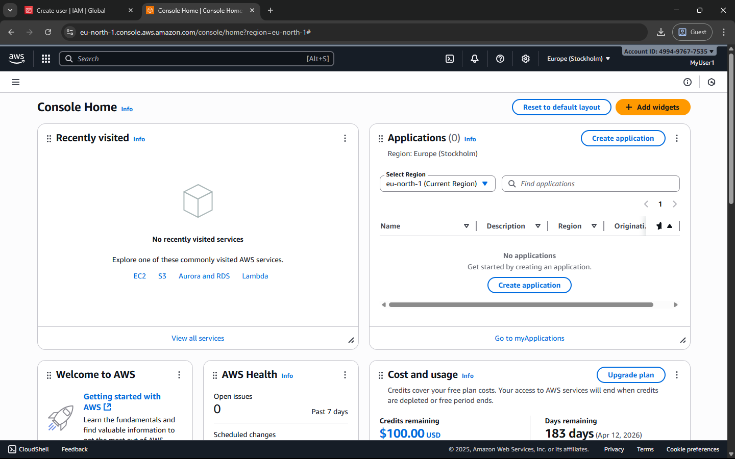 Create user | IAM | Global
Console Home | Console Home
eu-north-1.console.aws.amazon.com/console/home?region=eu-north-1#
Guest
aws
Search
[Alt+S]
Europe (Stockholm)
Account ID: 4994-9767-7535
MyUser1
Console Home Info
Reset to default layout
+ Add widgets
Recently visited Info
No recently visited services
Explore one of these commonly visited AWS services.
EC2 S3 Aurora and RDS Lambda
View all services
Applications (0) Info
Create application
Region: Europe (Stockholm)
Select Region
eu-north-1 (Current Region)
Find applications
1
Name Description Region Originati
No applications
Get started by creating an application.
Create application
Go to myApplications
Welcome to AWS
Getting started with
AWS
Learn the fundamentals and
find valuable information to
get the most out of AWS
AWS Health Info
Open issues
0
Past 7 days
Scheduled changes
Cost and usage Info
Upgrade plan
Credits cover your free plan costs. Your access to AWS services will end when credits
are depleted or free period ends.
Credits remaining
$100.00 USD
Days remaining
183 days (Apr 12, 2026)
CloudShell Feedback
© 2025, Amazon Web Services, Inc. or its affiliates. Privacy Terms Cookie preferences